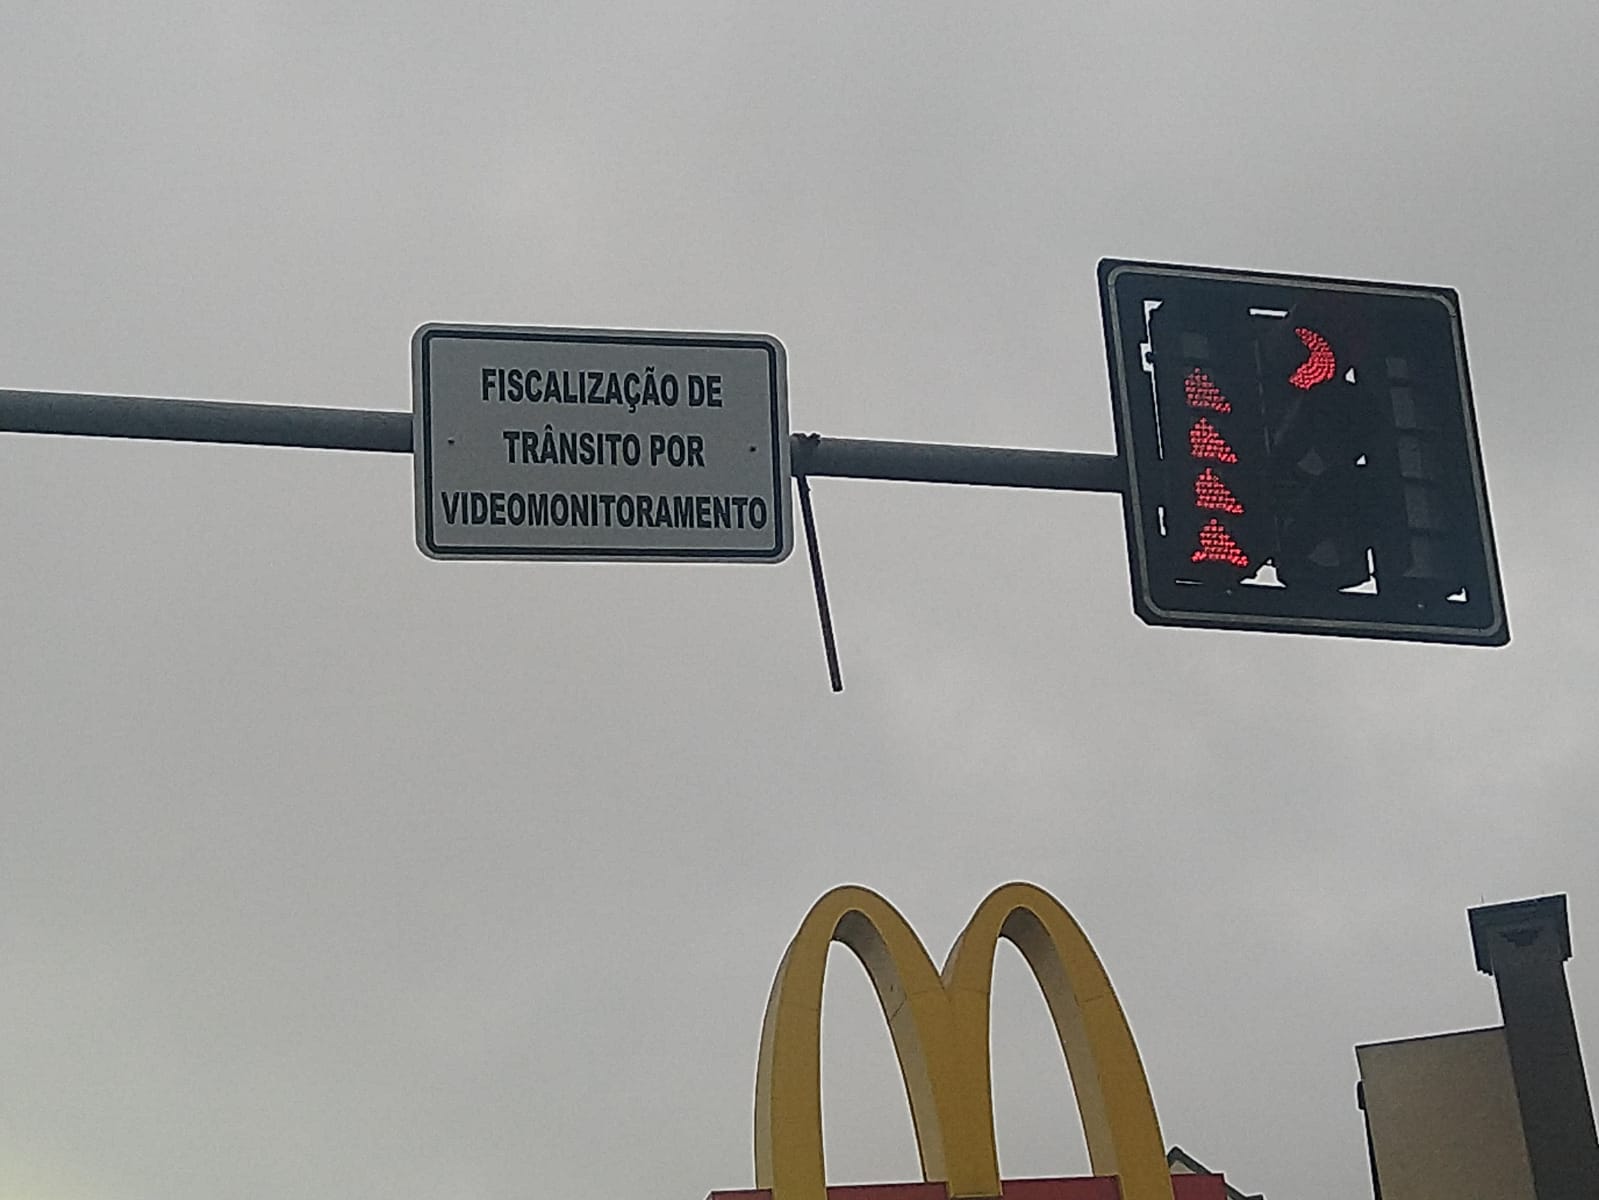 FISCALIZAÇÃO DE
TRÂNSITO POR
VIDEOMONITORAMENTO